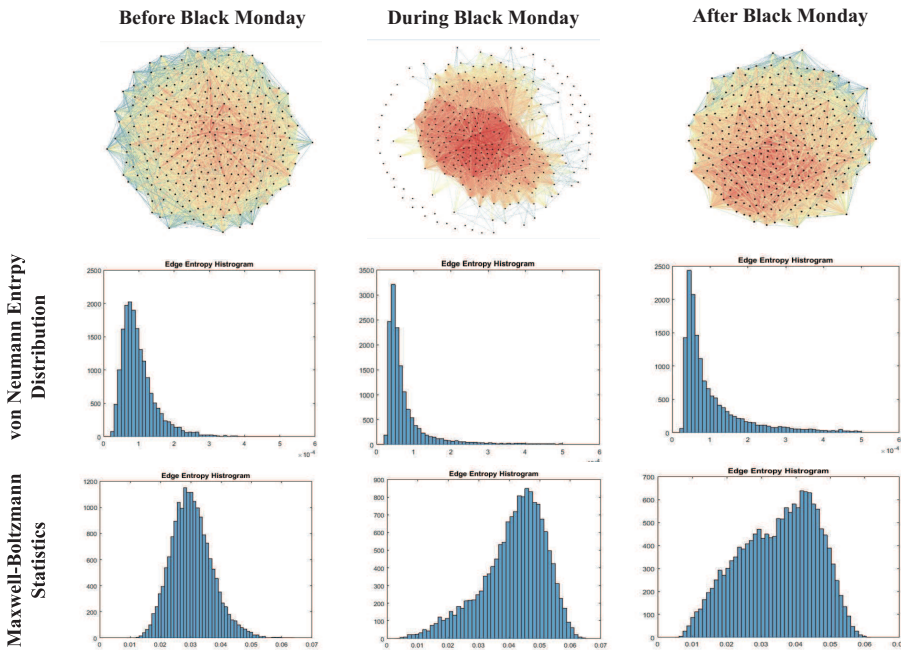 Before Black Monday
During Black Monday
After Black Monday
von Neumann Entrpy
Distribution
Edge Entropy Histrogram
2500
2000
1500
1000
500
0
0 1 2 3 4 5 6
×10⁻⁴
Edge Entropy Histrogram
3500
3000
2500
2000
1500
1000
500
0
0 1 2 3 4 5 6
Edge Entropy Histrogram
2500
2000
1500
1000
500
0
0 1 2 3 4 5 6
×10⁻⁴
Maxwell-Boltzmann
Statistics
Edge Entropy Histrogram
1200
1000
800
600
400
200
0
0 0.01 0.02 0.03 0.04 0.05 0.06 0.07
Edge Entropy Histrogram
900
800
700
600
500
400
300
200
100
0
0 0.01 0.02 0.03 0.04 0.05 0.06 0.07
Edge Entropy Histrogram
700
600
500
400
300
200
100
0
0 0.01 0.02 0.03 0.04 0.05 0.06